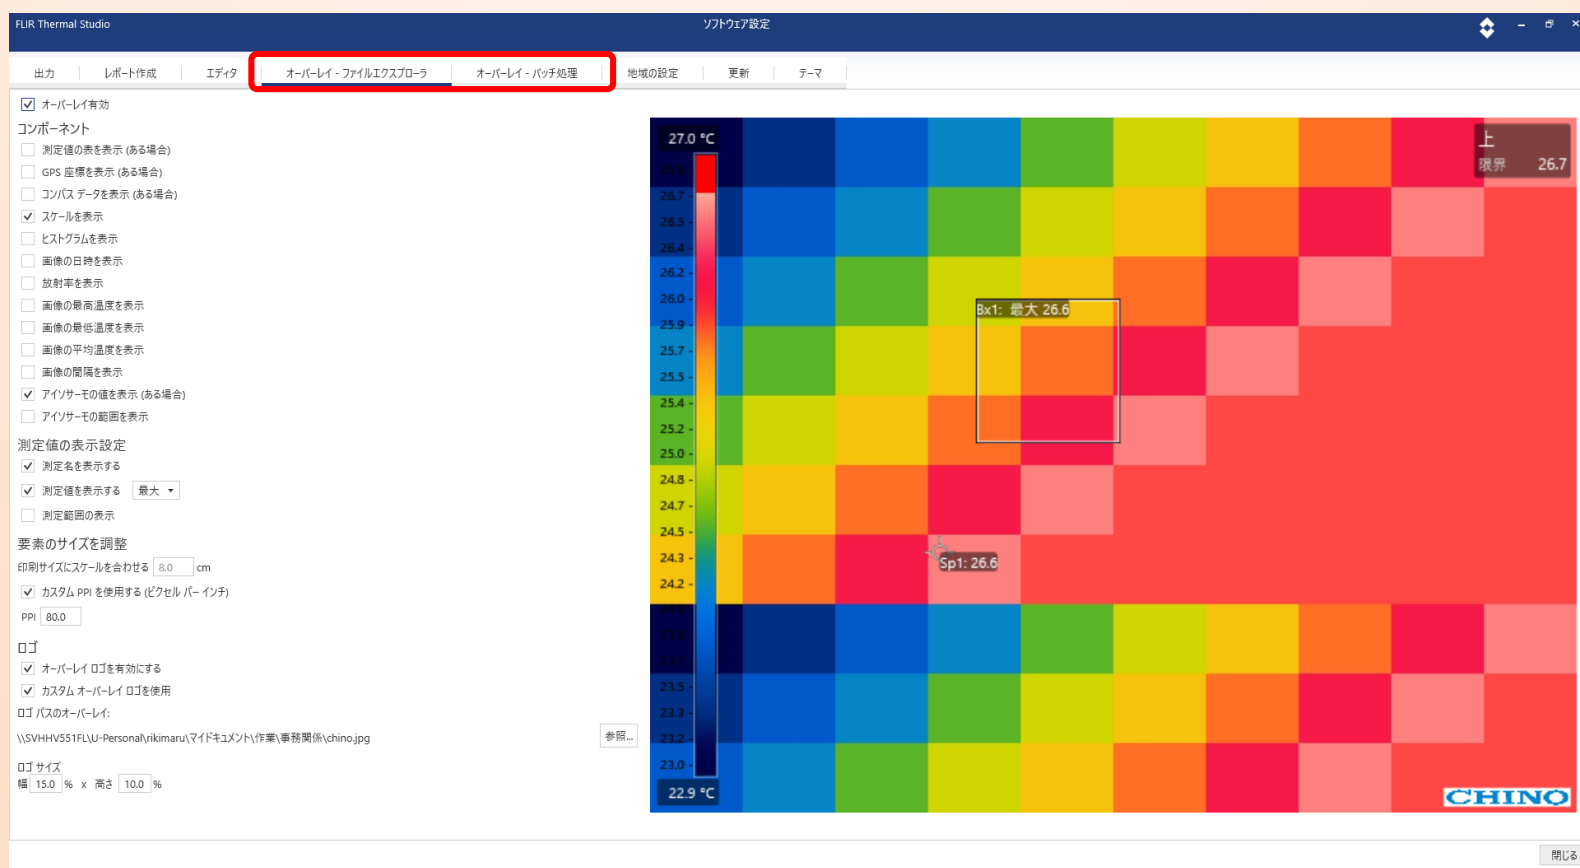 FLIR Thermal Studio
ソフトウェア設定
出力
レポート作成
エディタ
オーバーレイ - ファイルエクスプローラ
オーバーレイ - バッチ処理
地域の設定
更新
テーマ
オーバーレイ有効
コンポーネント
測定値の表を表示 (ある場合)
GPS 座標を表示 (ある場合)
コンパス データを表示 (ある場合)
スケールを表示
ヒストグラムを表示
画像の日時を表示
放射率を表示
画像の最高温度を表示
画像の最低温度を表示
画像の平均温度を表示
画像の間隔を表示
アイソサーモの値を表示 (ある場合)
アイソサーモの範囲を表示
測定値の表示設定
測定名を表示する
測定値を表示する 最大
測定範囲の表示
要素のサイズを調整
印刷サイズにスケールを合わせる 8.0 cm
カスタム PPI を使用する (ピクセル パー インチ)
PPI 80.0
ロゴ
オーバーレイ ロゴを有効にする
カスタム オーバーレイ ロゴを使用
ロゴ パスのオーバーレイ:
\\SVHHV551FL\U-Personal\rikimaru\マイドキュメント\作業\事務関係\chino.jpg
参照...
ロゴ サイズ
幅 15.0 % x 高さ 10.0 %
27.0 °C
26.7 -
26.5 -
26.4 -
26.2 -
26.0 -
25.9 -
25.7 -
25.5 -
25.4 -
25.2 -
25.0 -
24.8 -
24.7 -
24.5 -
24.3 -
24.2 -
23.5 -
23.3 -
23.2 -
23.0 -
22.9 °C
上
限界 26.7
Bx1: 最大 26.6
Sp1: 26.6
CHINO
閉じる